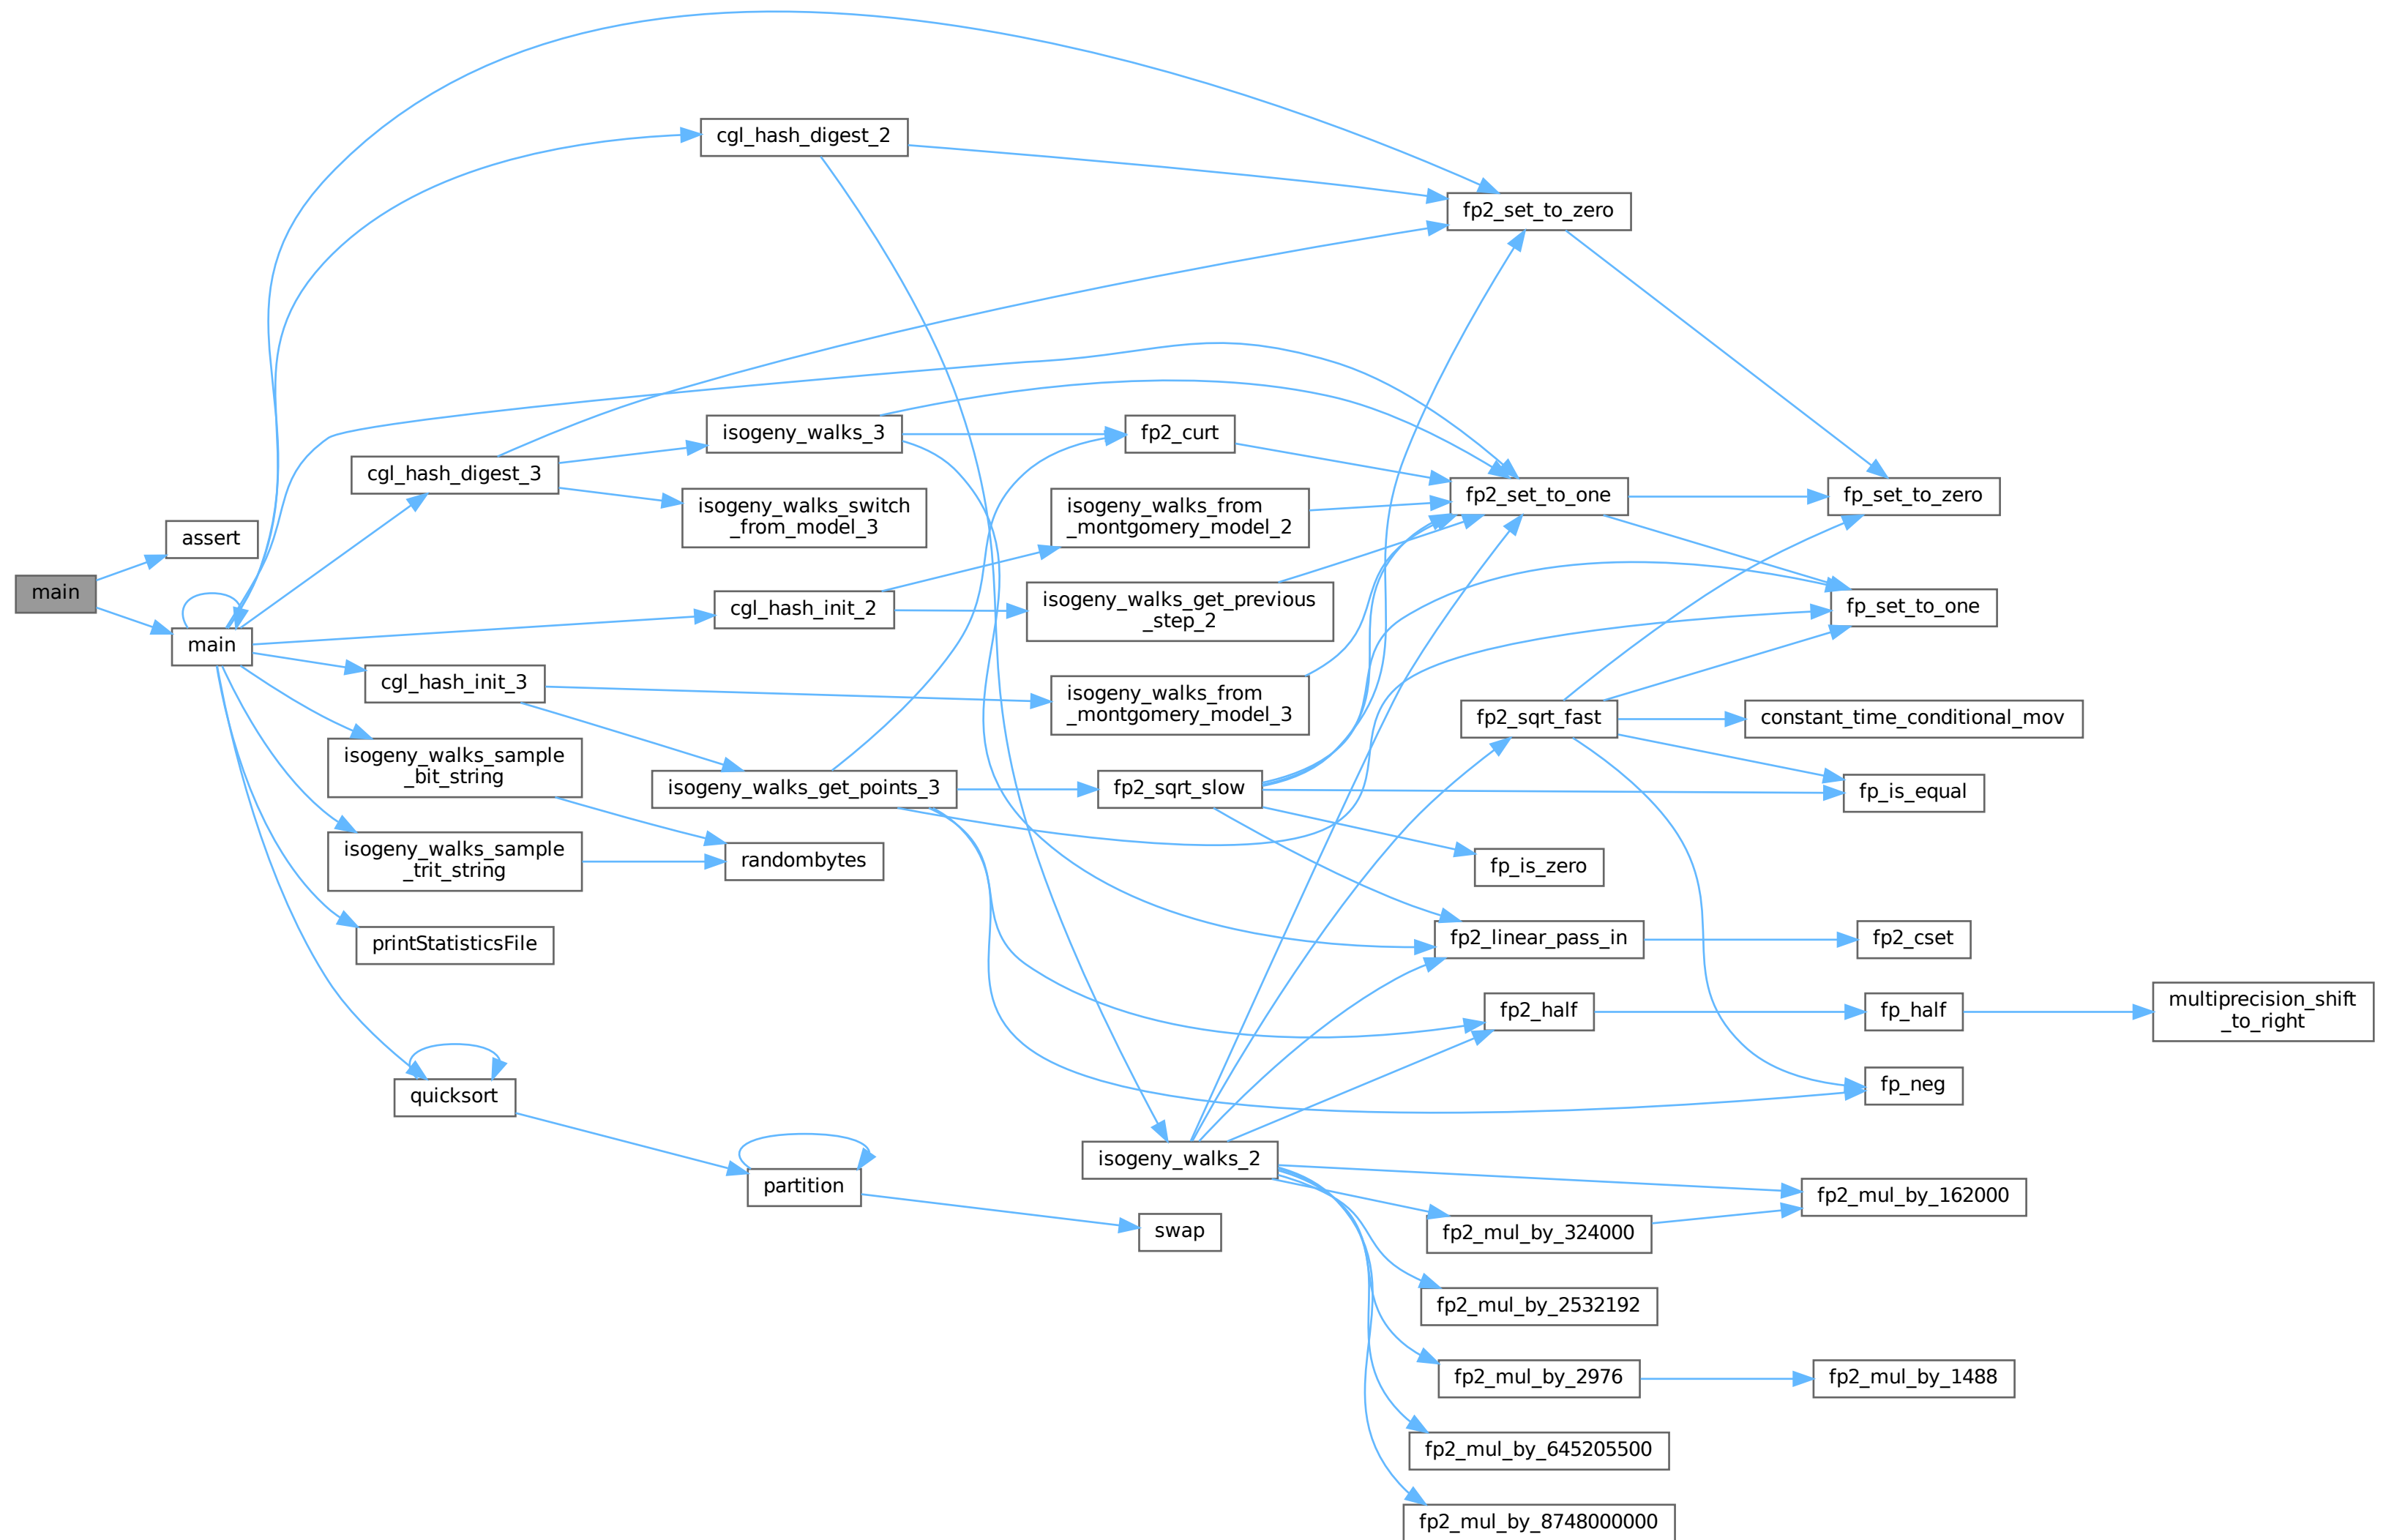 cgl_hash_digest_2
fp2_set_to_zero
isogeny_walks_3
fp2_curt
cgl_hash_digest_3
isogeny_walks_switch
_from_model_3
isogeny_walks_from
_montgomery_model_2
fp2_set_to_one
fp_set_to_zero
assert
main
main
cgl_hash_init_2
isogeny_walks_get_previous
_step_2
fp_set_to_one
cgl_hash_init_3
isogeny_walks_from
_montgomery_model_3
fp2_sqrt_fast
constant_time_conditional_mov
isogeny_walks_sample
_bit_string
isogeny_walks_get_points_3
fp2_sqrt_slow
fp_is_equal
isogeny_walks_sample
_trit_string
randombytes
fp_is_zero
printStatisticsFile
fp2_linear_pass_in
fp2_cset
fp2_half
fp_half
multiprecision_shift
_to_right
quicksort
fp_neg
partition
isogeny_walks_2
fp2_mul_by_162000
swap
fp2_mul_by_324000
fp2_mul_by_2532192
fp2_mul_by_2976
fp2_mul_by_1488
fp2_mul_by_645205500
fp2_mul_by_8748000000